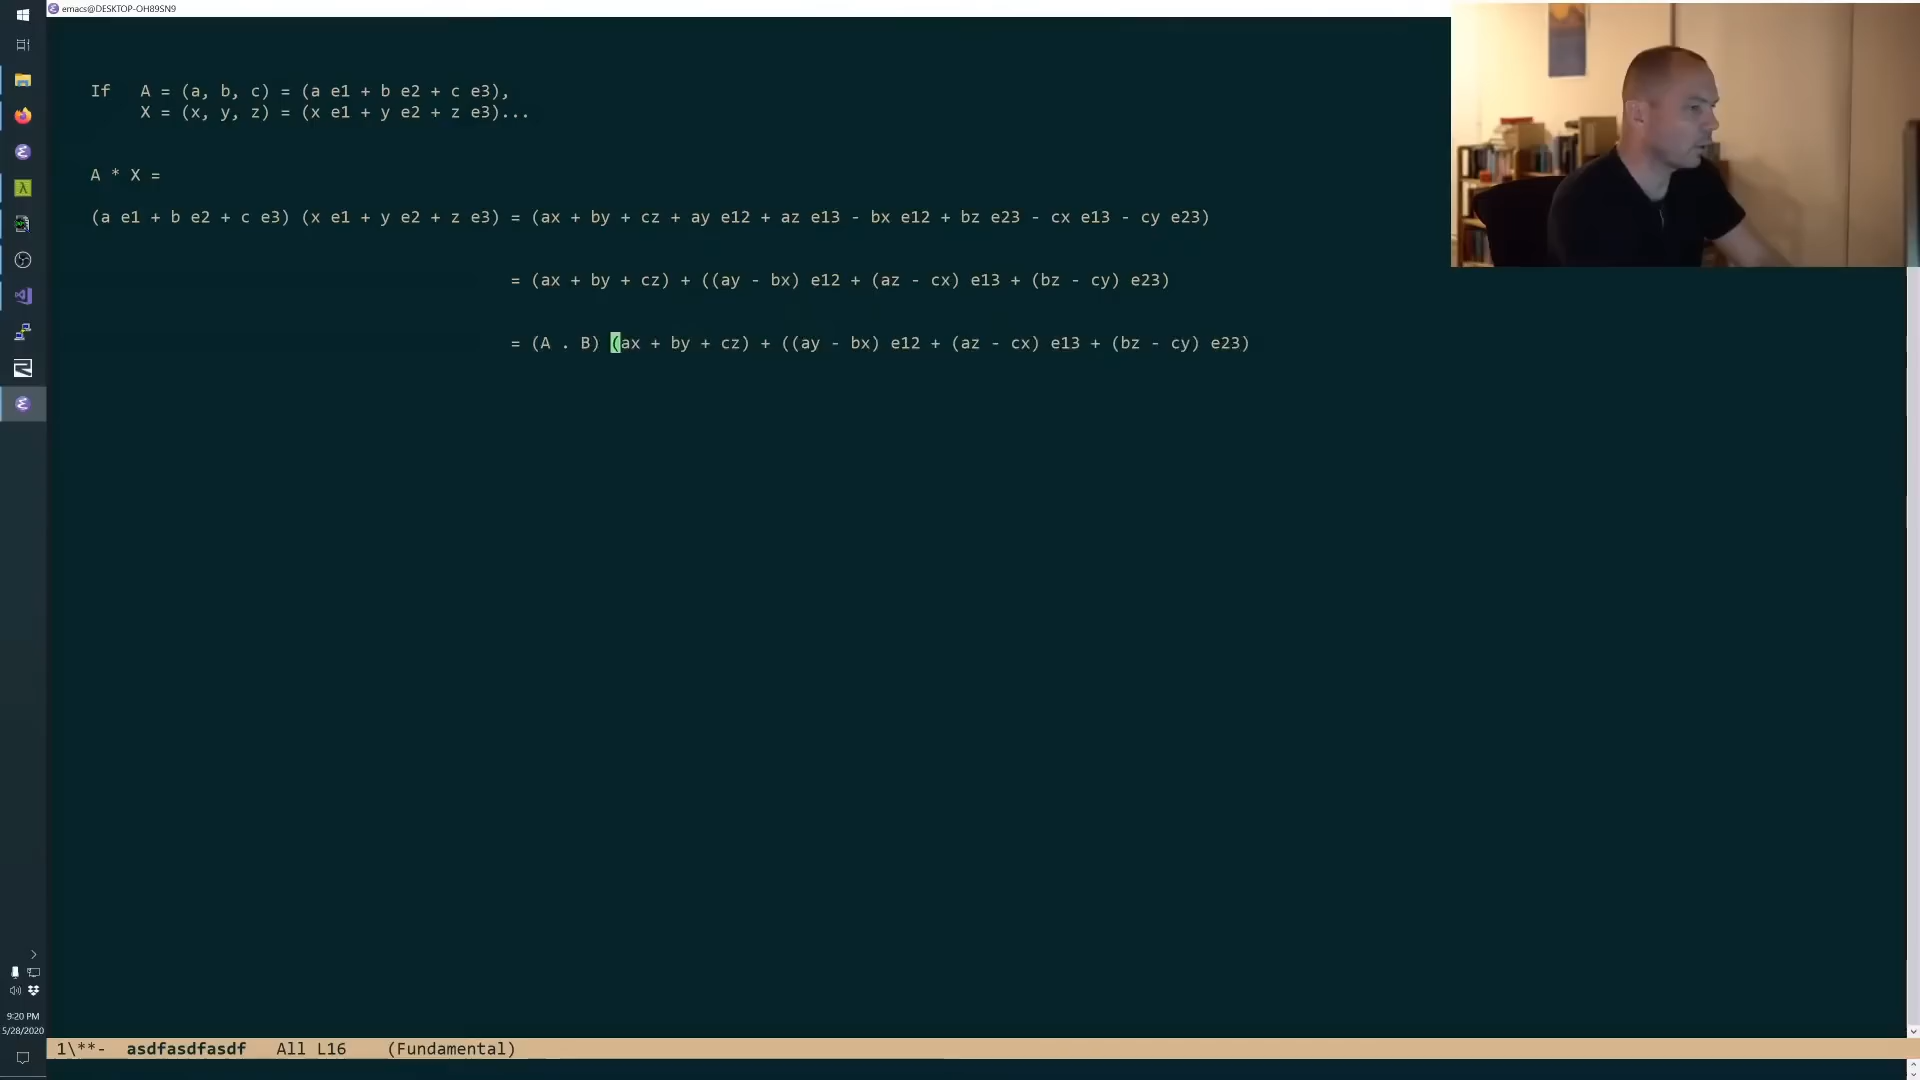 emacs@DESKTOP-OH89SN9
If A = (a, b, c) = (a e1 + b e2 + c e3),
X = (x, y, z) = (x e1 + y e2 + z e3)...
A * X =
(a e1 + b e2 + c e3) (x e1 + y e2 + z e3) = (ax + by + cz + ay e12 + az e13 - bx e12 + bz e23 - cx e13 - cy e23)
= (ax + by + cz) + ((ay - bx) e12 + (az - cx) e13 + (bz - cy) e23)
= (A . B) (ax + by + cz) + ((ay - bx) e12 + (az - cx) e13 + (bz - cy) e23)
9:20 PM
5/28/2020
1\**- asdfasdfasdf All L16 (Fundamental)